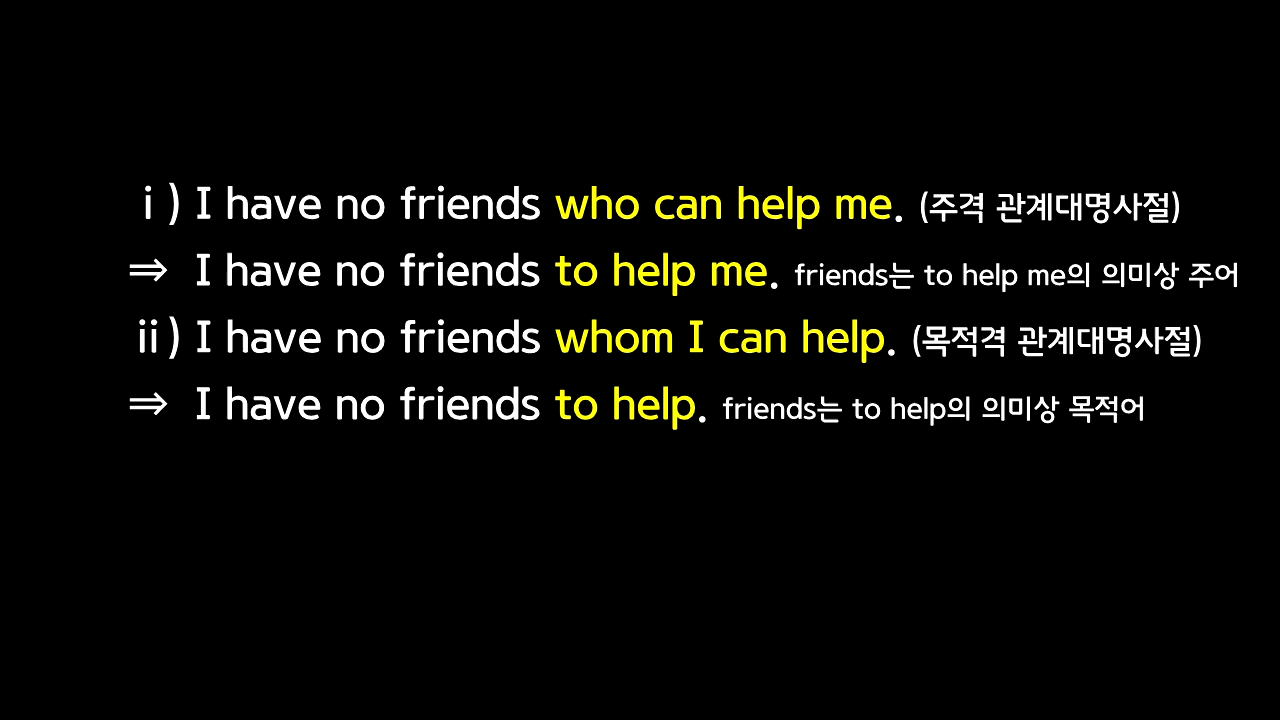 ⅰ) I have no friends who can help me. (주격 관계대명사절)
⇒ I have no friends to help me. friends는 to help me의 의미상 주어
ⅱ) I have no friends whom I can help. (목적격 관계대명사절)
⇒ I have no friends to help. friends는 to help의 의미상 목적어